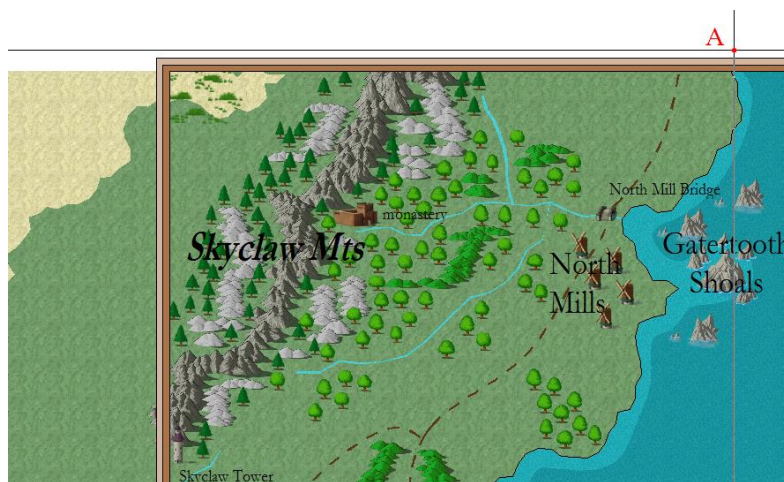 A
North Mill Bridge
monastery
Skyclaw Mts
Gatertooth
Shoals
North
Mills
Skyclaw Tower